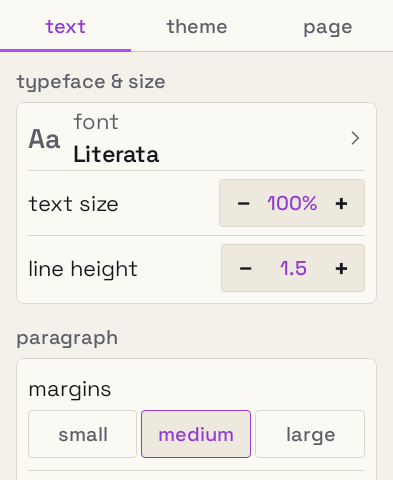 text theme page
typeface & size
Aa font
Literata
text size − 100% +
line height − 1.5 +
paragraph
margins
small medium large